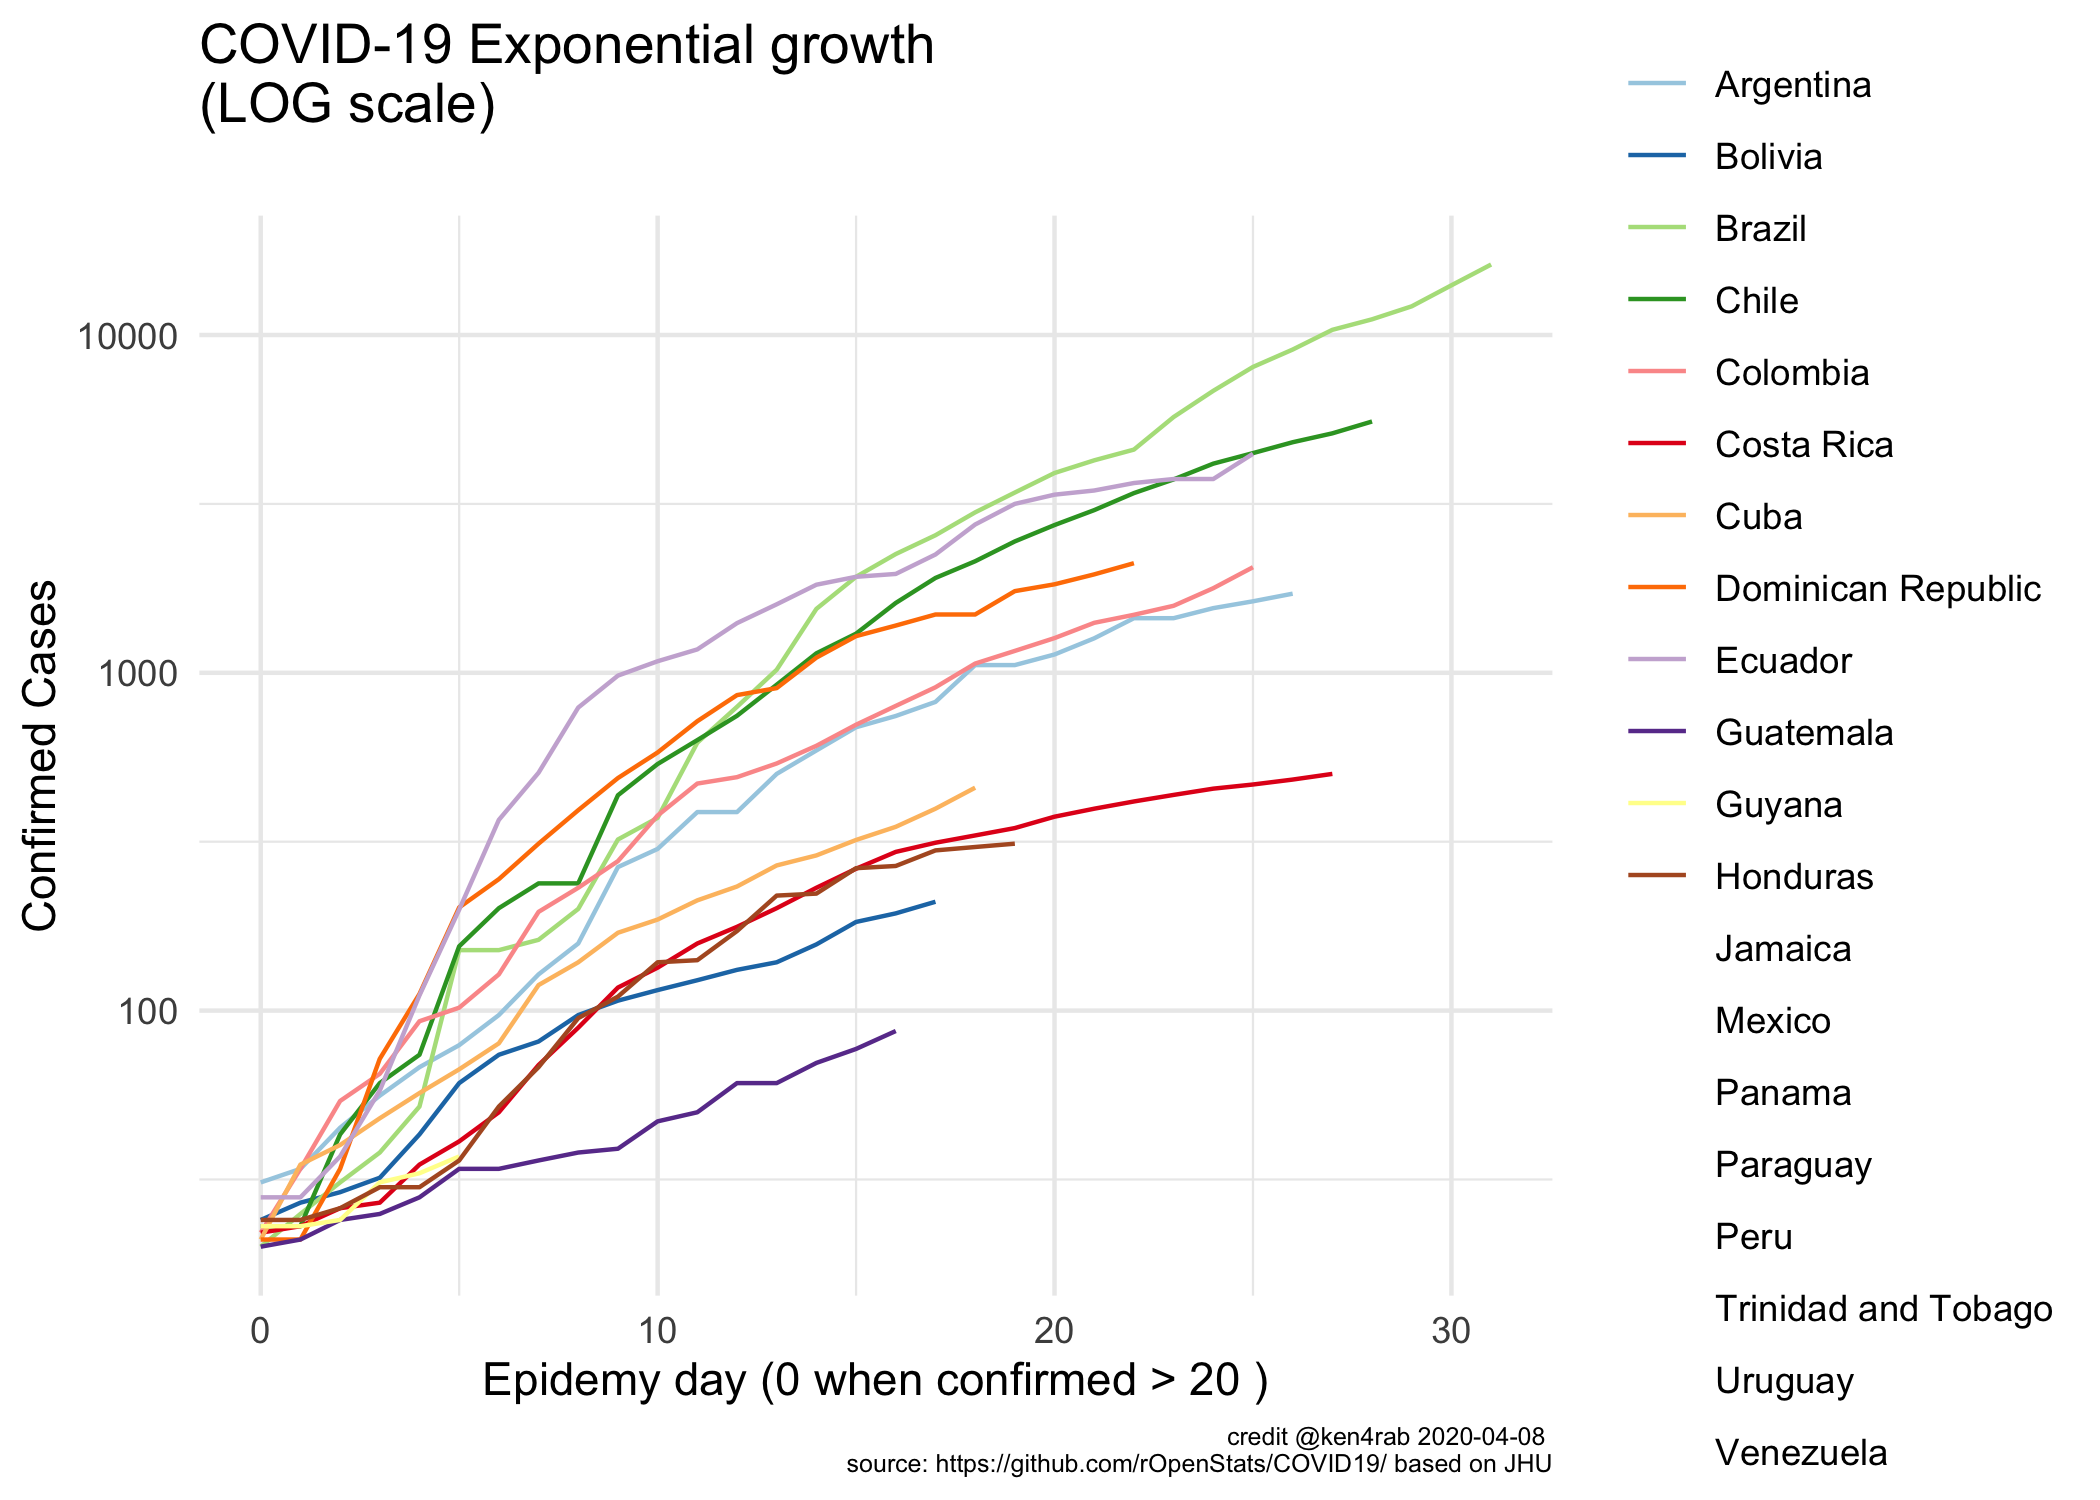 COVID-19 Exponential growth
(LOG scale)
Argentina
Bolivia
Brazil
Chile
Colombia
Costa Rica
Cuba
Dominican Republic
Ecuador
Guatemala
Guyana
Honduras
Jamaica
Mexico
Panama
Paraguay
Peru
Trinidad and Tobago
Uruguay
Venezuela
Confirmed Cases
10000
1000
100
0
10
20
30
Epidemy day (0 when confirmed > 20 )
credit @ken4rab 2020-04-08
source: https://github.com/rOpenStats/COVID19/ based on JHU